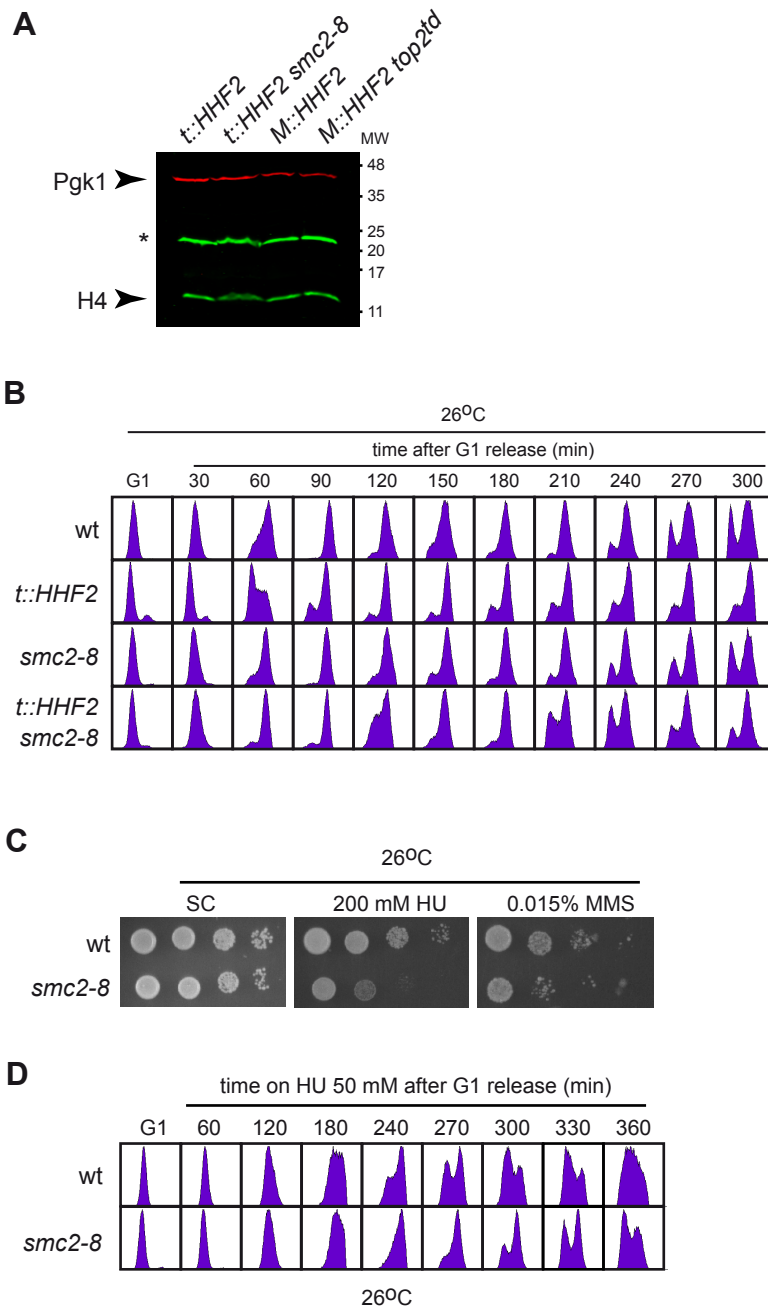 A
t::HHF2
t::HHF2 smc2-8
M::HHF2
M::HHF2 top2td
MW
Pgk1
48
35
*
25
20
17
H4
11
B
26ºC
time after G1 release (min)
G1 30 60 90 120 150 180 210 240 270 300
wt
t::HHF2
smc2-8
t::HHF2
smc2-8
C
26ºC
SC 200 mM HU 0.015% MMS
wt
smc2-8
D
time on HU 50 mM after G1 release (min)
G1 60 120 180 240 270 300 330 360
wt
smc2-8
26ºC